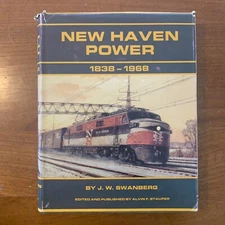 NEW HAVEN
POWER
1838-1968
BY J. W. SWANBERG
EDITED AND PUBLISHED BY ALVIN F. STAUFER